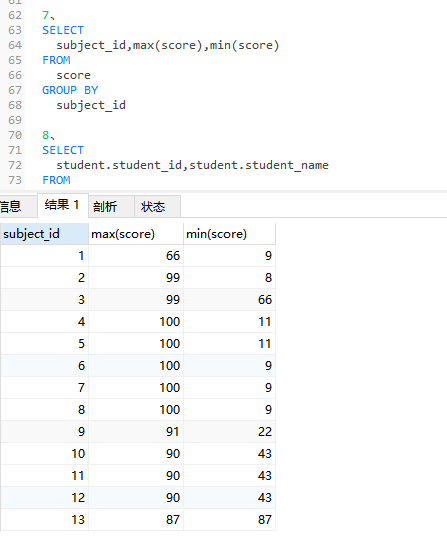 62 7、
63 SELECT
64 subject_id,max(score),min(score)
65 FROM
66 score
67 GROUP BY
68 subject_id
69
70 8、
71 SELECT
72 student.student_id,student.student_name
73 FROM
信息 结果 1 剖析 状态
subject_id max(score) min(score)
1 66 9
2 99 8
3 99 66
4 100 11
5 100 11
6 100 9
7 100 9
8 100 9
9 91 22
10 90 43
11 90 43
12 90 43
13 87 87